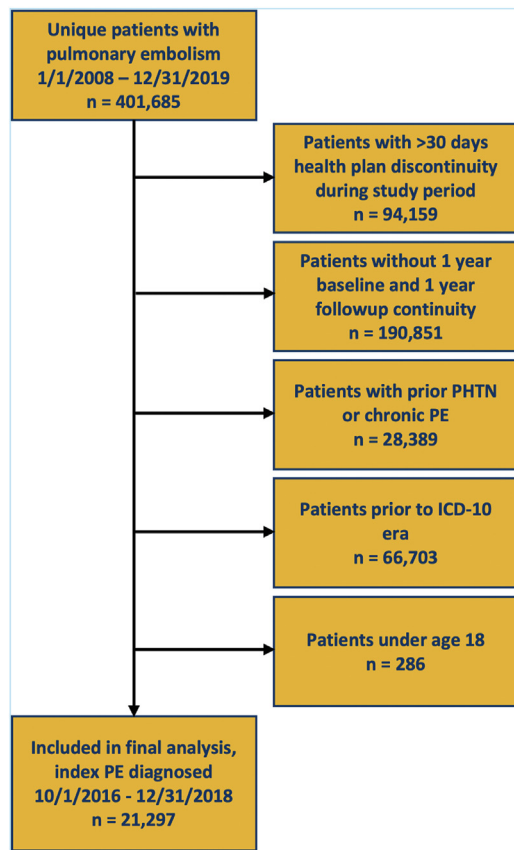 Unique patients with
pulmonary embolism
1/1/2008 – 12/31/2019
n = 401,685
Patients with >30 days
health plan discontinuity
during study period
n = 94,159
Patients without 1 year
baseline and 1 year
followup continuity
n = 190,851
Patients with prior PHTN
or chronic PE
n = 28,389
Patients prior to ICD-10
era
n = 66,703
Patients under age 18
n = 286
Included in final analysis,
index PE diagnosed
10/1/2016 - 12/31/2018
n = 21,297